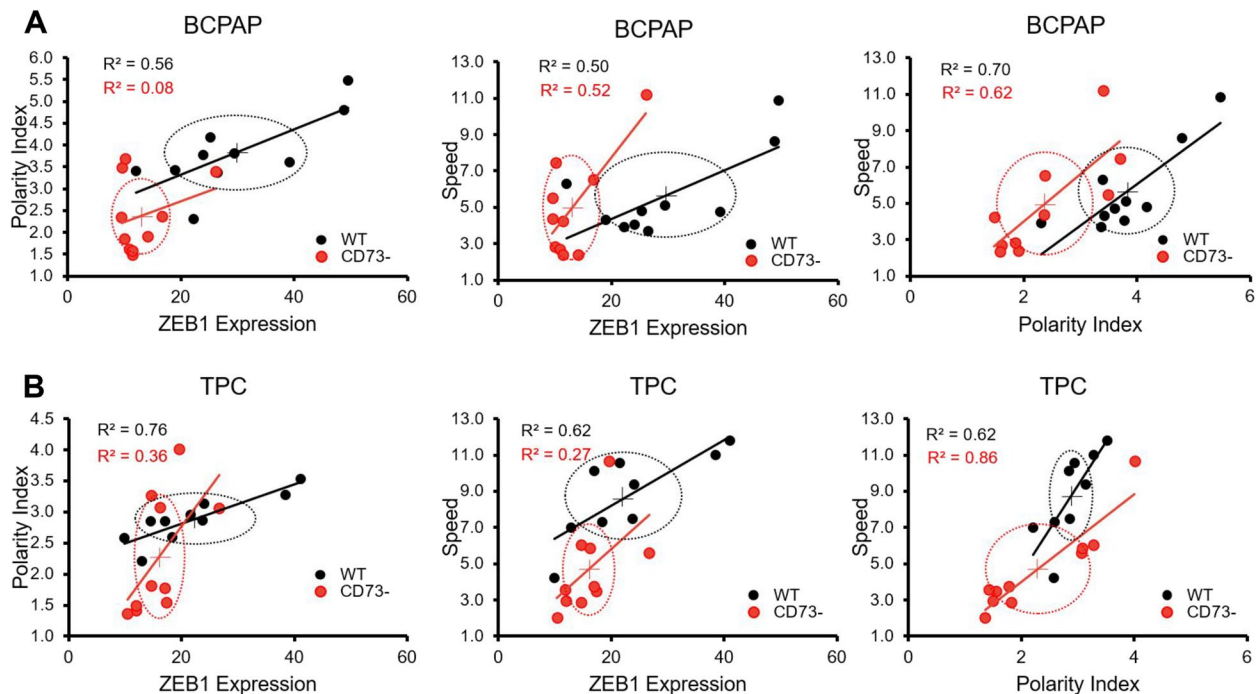 A
BCPAP
R² = 0.56
R² = 0.08
Polarity Index
6.0
5.5
5.0
4.5
4.0
3.5
3.0
2.5
2.0
1.5
1.0
WT
CD73-
0 20 40 60
ZEB1 Expression
BCPAP
R² = 0.50
R² = 0.52
Speed
13.0
11.0
9.0
7.0
5.0
3.0
1.0
WT
CD73-
0 20 40 60
ZEB1 Expression
BCPAP
R² = 0.70
R² = 0.62
Speed
13.0
11.0
9.0
7.0
5.0
3.0
1.0
WT
CD73-
0 2 4 6
Polarity Index
B
TPC
R² = 0.76
R² = 0.36
Polarity Index
4.5
4.0
3.5
3.0
2.5
2.0
1.5
1.0
WT
CD73-
0 20 40 60
ZEB1 Expression
TPC
R² = 0.62
R² = 0.27
Speed
13.0
11.0
9.0
7.0
5.0
3.0
1.0
WT
CD73-
0 20 40 60
ZEB1 Expression
TPC
R² = 0.62
R² = 0.86
Speed
13.0
11.0
9.0
7.0
5.0
3.0
1.0
WT
CD73-
0 2 4 6
Polarity Index